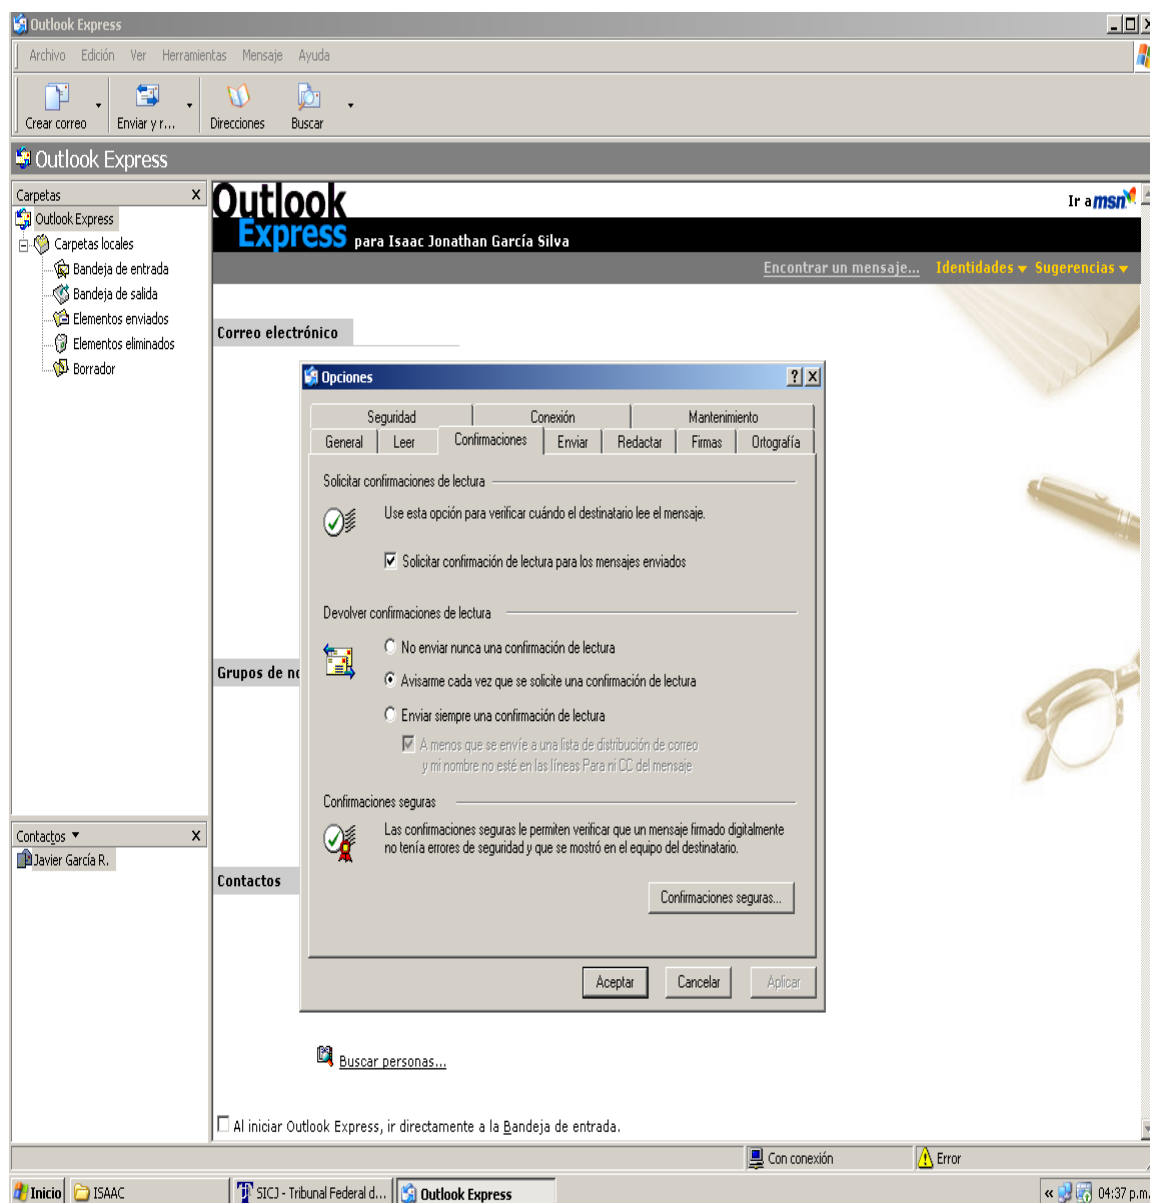 Outlook Express
Archivo Edición Ver Herramientas Mensaje Ayuda
Crear correo Enviar y r... Direcciones Buscar
Outlook Express
Carpetas X
Outlook Express
Carpetas locales
Bandeja de entrada
Bandeja de salida
Elementos enviados
Elementos eliminados
Borrador
Contactos X
Javier García R.
Outlook
Express para Isaac Jonathan García Silva
Ir a msn
Encontrar un mensaje... Identidades Sugerencias
Correo electrónico
Grupos de no
Contactos
Opciones ? X
Seguridad Conexión Mantenimiento
General Leer Confirmaciones Enviar Redactar Firmas Ortografía
Solicitar confirmaciones de lectura
Use esta opción para verificar cuándo el destinatario lee el mensaje.
Solicitar confirmación de lectura para los mensajes enviados
Devolver confirmaciones de lectura
No enviar nunca una confirmación de lectura
Avisarme cada vez que se solicite una confirmación de lectura
Enviar siempre una confirmación de lectura
A menos que se envíe a una lista de distribución de correo
y mi nombre no esté en las líneas Para ni CC del mensaje
Confirmaciones seguras
Las confirmaciones seguras le permiten verificar que un mensaje firmado digitalmente
no tenía errores de seguridad y que se mostró en el equipo del destinatario.
Confirmaciones seguras...
Aceptar Cancelar Aplicar
Buscar personas...
Al iniciar Outlook Express, ir directamente a la Bandeja de entrada.
Con conexión Error
Inicio ISAAC SICJ - Tribunal Federal d... Outlook Express « 04:37 p.m.